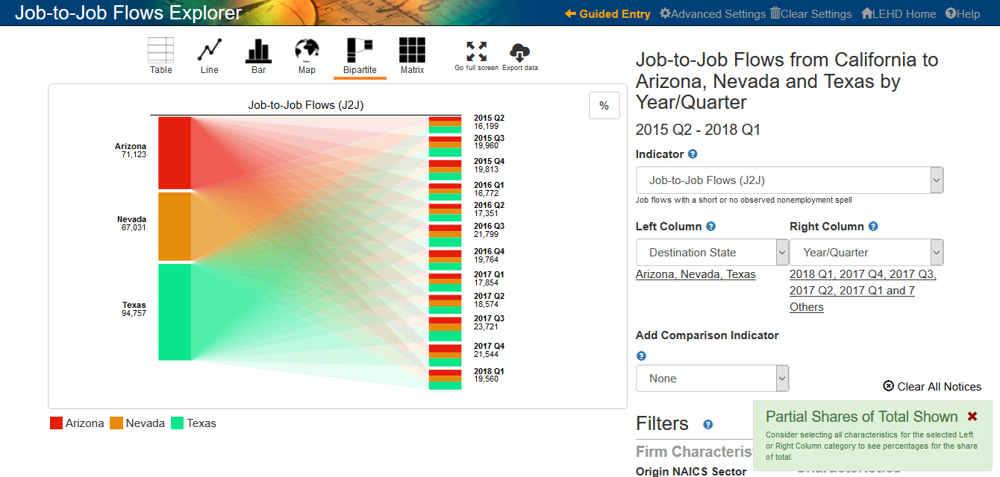 Job-to-Job Flows Explorer
Guided Entry Advanced Settings Clear Settings LEHD Home Help
Table Line Bar Map Bipartite Matrix Go full screen Export data
Job-to-Job Flows (J2J)
%
Arizona
71,123
Nevada
67,031
Texas
94,757
2015 Q2
16,199
2015 Q3
19,960
2015 Q4
19,813
2016 Q1
16,772
2016 Q2
17,351
2016 Q3
21,799
2016 Q4
19,764
2017 Q1
17,854
2017 Q2
18,574
2017 Q3
23,721
2017 Q4
21,544
2018 Q1
19,560
Arizona Nevada Texas
Job-to-Job Flows from California to
Arizona, Nevada and Texas by
Year/Quarter
2015 Q2 - 2018 Q1
Indicator
Job-to-Job Flows (J2J)
Job flows with a short or no observed nonemployment spell
Left Column Right Column
Destination State Year/Quarter
Arizona, Nevada, Texas
2018 Q1, 2017 Q4, 2017 Q3,
2017 Q2, 2017 Q1 and 7
Others
Add Comparison Indicator
None
Clear All Notices
Partial Shares of Total Shown
Consider selecting all characteristics for the selected Left
or Right Column category to see percentages for the share
of total.
Filters
Firm Characteris
Origin NAICS Sector